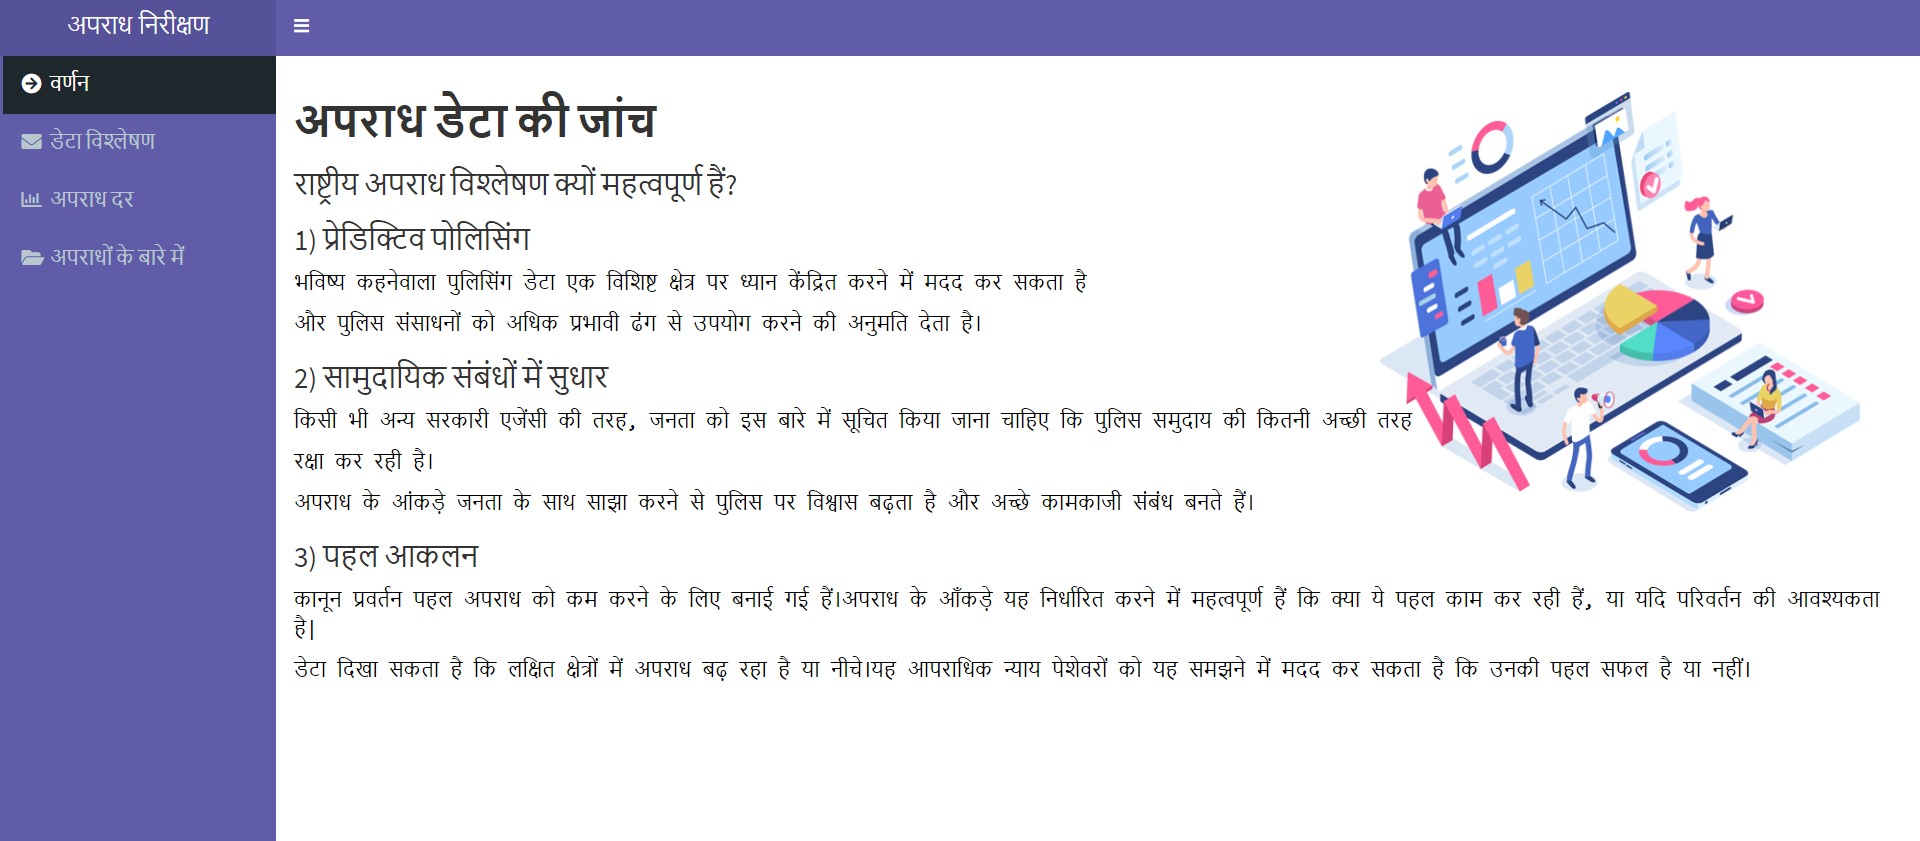 अपराध निरीक्षण
वर्णन
डेटा विश्लेषण
अपराध दर
अपराधों के बारे में
अपराध डेटा की जांच
राष्ट्रीय अपराध विश्लेषण क्यों महत्वपूर्ण हैं?
1) प्रेडिक्टिव पोलिसिंग
भविष्य कहनेवाला पुलिसिंग डेटा एक विशिष्ट क्षेत्र पर ध्यान केंद्रित करने में मदद कर सकता है
और पुलिस संसाधनों को अधिक प्रभावी ढंग से उपयोग करने की अनुमति देता है।
2) सामुदायिक संबंधों में सुधार
किसी भी अन्य सरकारी एजेंसी की तरह, जनता को इस बारे में सूचित किया जाना चाहिए कि पुलिस समुदाय की कितनी अच्छी तरह
रक्षा कर रही है।
अपराध के आंकड़े जनता के साथ साझा करने से पुलिस पर विश्वास बढ़ता है और अच्छे कामकाजी संबंध बनते हैं।
3) पहल आकलन
कानून प्रवर्तन पहल अपराध को कम करने के लिए बनाई गई हैं।अपराध के आँकड़े यह निर्धारित करने में महत्वपूर्ण हैं कि क्या ये पहल काम कर रही हैं, या यदि परिवर्तन की आवश्यकता
है|
डेटा दिखा सकता है कि लक्षित क्षेत्रों में अपराध बढ़ रहा है या नीचे।यह आपराधिक न्याय पेशेवरों को यह समझने में मदद कर सकता है कि उनकी पहल सफल है या नहीं।